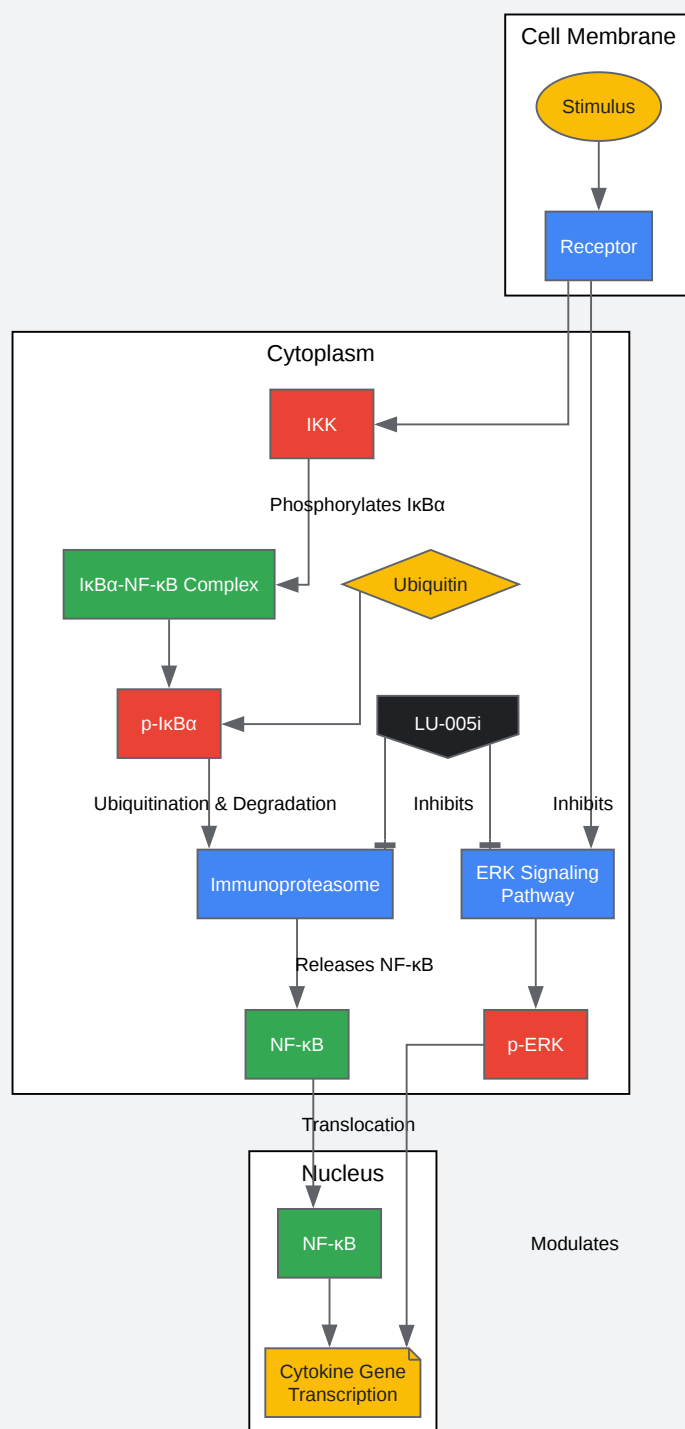 Cell Membrane
Stimulus
Receptor
Cytoplasm
IKK
Phosphorylates IκBα
IκBα-NF-κB Complex
Ubiquitin
p-IκBα
LU-005i
Ubiquitination & Degradation
Inhibits
Inhibits
Immunoproteasome
ERK Signaling
Pathway
Releases NF-κB
NF-κB
p-ERK
Translocation
Nucleus
NF-κB
Modulates
Cytokine Gene
Transcription